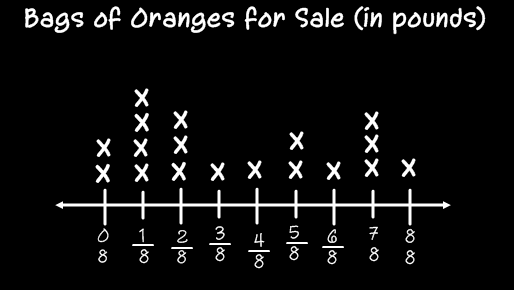 Bags of Oranges for Sale (in pounds)
X
X X X
X X X
X X X X X
X X X X X X X X X
0 1 2 3 4 5 6 7 8
8 8 8 8 8 8 8 8 8